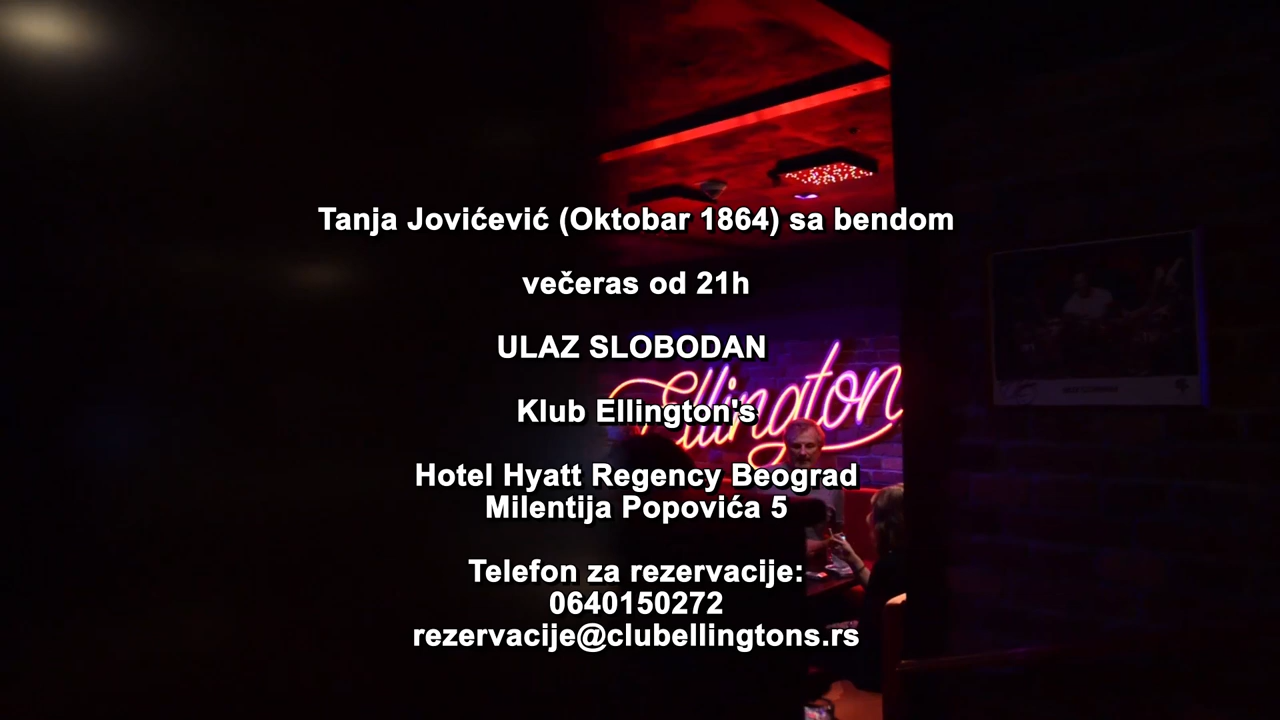 Tanja Jovićević (Oktobar 1864) sa bendom
večeras od 21h
ULAZ SLOBODAN
Ellington
Klub Ellington's
Hotel Hyatt Regency Beograd
Milentija Popovića 5
Telefon za rezervacije:
0640150272
rezervacije@clubellingtons.rs